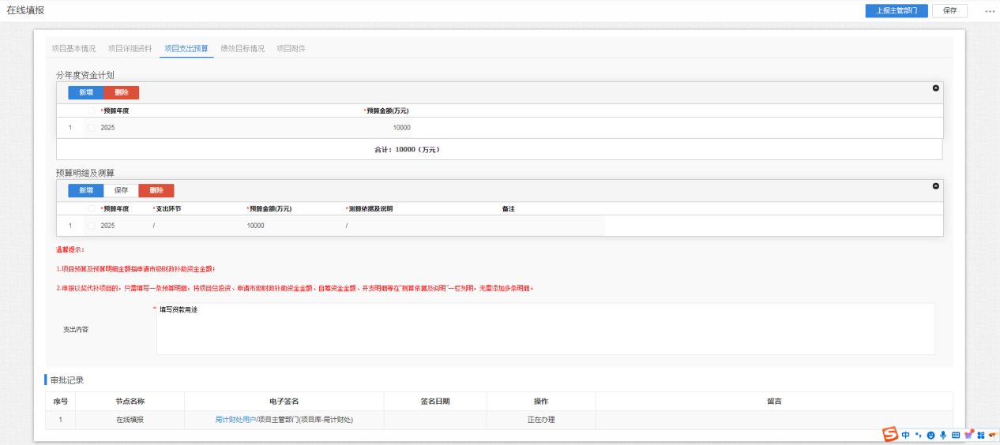 在线填报 上报主管部门 保存
项目基本情况 项目详细资料 项目支出预算 绩效目标情况 项目附件
分年度资金计划
新增 删除
*预算年度 *预算金额(万元)
1 2025 10000
合计：10000（万元）
预算明细及测算
新增 保存 删除
*预算年度 *支出环节 *预算金额(万元) *测算依据及说明 备注
1 2025 / 10000 /
温馨提示：
1.项目预算及预算明细金额指申请市级财政补助资金金额；
2.申报以奖代补项目的，只需填写一条预算明细，将项目总投资、申请市级财政补助资金金额、自筹资金金额、开支明细等在"测算依据及说明"一栏列明，无需添加多条明细。
* 填写贷款用途
支出内容
审批记录
序号 节点名称 电子签名 签名日期 操作 留言
1 在线填报 局计财处用户/项目主管部门(项目库-局计财处) 正在办理
S 中